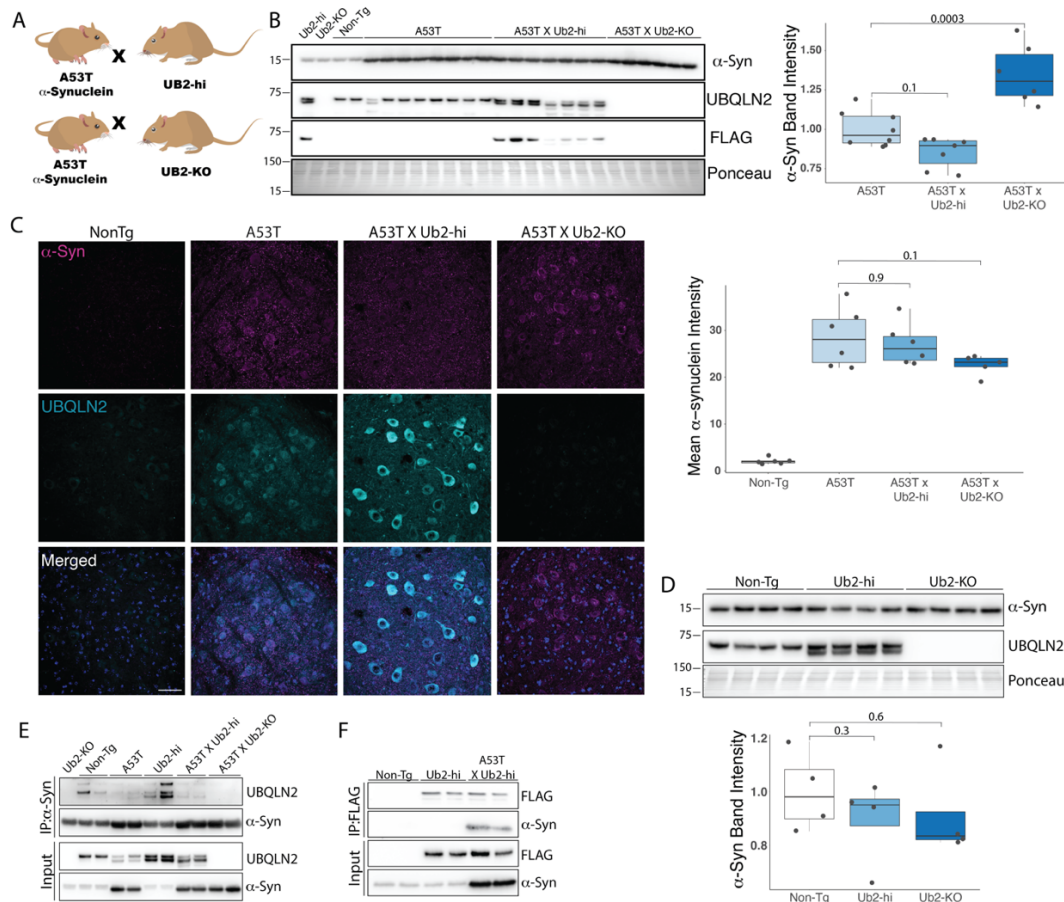 A
A53T
α-Synuclein
X
UB2-hi
A53T
α-Synuclein
X
UB2-KO
B
Ub2-hi
Ub2-KO
Non-Tg
A53T
A53T X Ub2-hi
A53T X Ub2-KO
15
α-Syn
75
UBQLN2
75
FLAG
150
15
Ponceau
α-Syn Band Intensity
1.50
1.25
1.00
0.75
0.0003
0.1
A53T
A53T x
Ub2-hi
A53T x
Ub2-KO
C
NonTg
A53T
A53T X Ub2-hi
A53T X Ub2-KO
α-Syn
UBQLN2
Merged
Mean α-synuclein Intensity
30
20
10
0
0.1
0.9
Non-Tg
A53T
A53T x
Ub2-hi
A53T x
Ub2-KO
D
Non-Tg
Ub2-hi
Ub2-KO
15
α-Syn
75
UBQLN2
150
15
Ponceau
α-Syn Band Intensity
1.2
1.0
0.8
0.6
0.3
Non-Tg
Ub2-hi
Ub2-KO
E
Ub2-KO
Non-Tg
A53T
Ub2-hi
A53T X Ub2-hi
A53T X Ub2-KO
IP:α-Syn
UBQLN2
α-Syn
Input
UBQLN2
α-Syn
F
Non-Tg
Ub2-hi
A53T
X Ub2-hi
IP:FLAG
FLAG
α-Syn
Input
FLAG
α-Syn